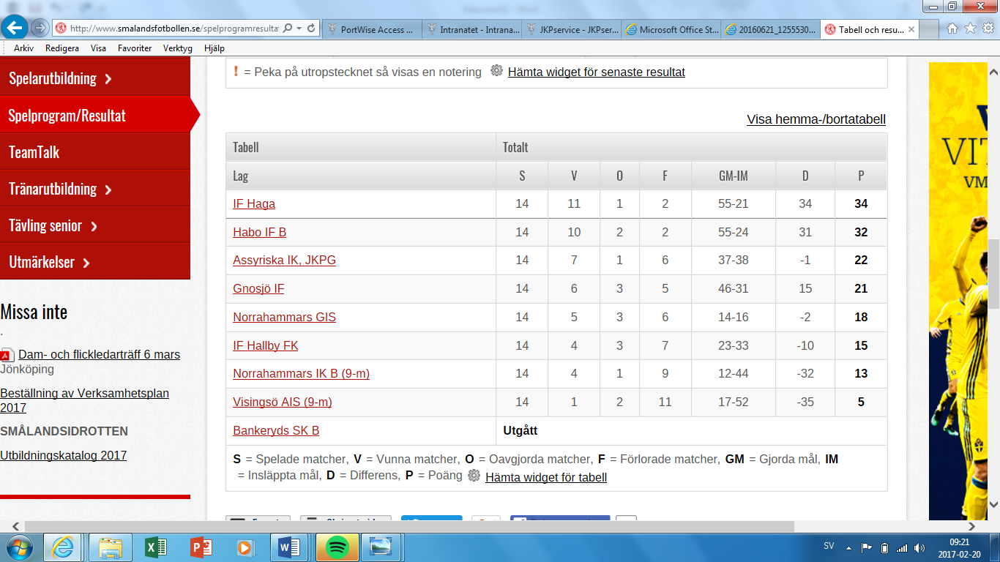 http://www.smalandsfotbollen.se/spelprogramresulta
PortWise Access ...
Intranätet - Intrana...
JKPservice - JKPser...
Microsoft Office St...
20160621_1255530...
Tabell och resu...
Arkiv Redigera Visa Favoriter Verktyg Hjälp
Spelarutbildning
Spelprogram/Resultat
TeamTalk
Tränarutbildning
Tävling senior
Utmärkelser
Missa inte
.
Dam- och flickledarträff 6 mars
Jönköping
Beställning av Verksamhetsplan
2017
SMÅLANDSIDROTTEN
Utbildningskatalog 2017
! = Peka på utropstecknet så visas en notering Hämta widget för senaste resultat
Visa hemma-/bortatabell
Tabell Totalt
Lag S V O F GM-IM D P
IF Haga 14 11 1 2 55-21 34 34
Habo IF B 14 10 2 2 55-24 31 32
Assyriska IK, JKPG 14 7 1 6 37-38 -1 22
Gnosjö IF 14 6 3 5 46-31 15 21
Norrahammars GIS 14 5 3 6 14-16 -2 18
IF Hallby FK 14 4 3 7 23-33 -10 15
Norrahammars IK B (9-m) 14 4 1 9 12-44 -32 13
Visingsö AIS (9-m) 14 1 2 11 17-52 -35 5
Bankeryds SK B Utgått
S = Spelade matcher, V = Vunna matcher, O = Oavgjorda matcher, F = Förlorade matcher, GM = Gjorda mål, IM
= Insläppta mål, D = Differens, P = Poäng Hämta widget för tabell
VIT
VM
SV
09:21
2017-02-20